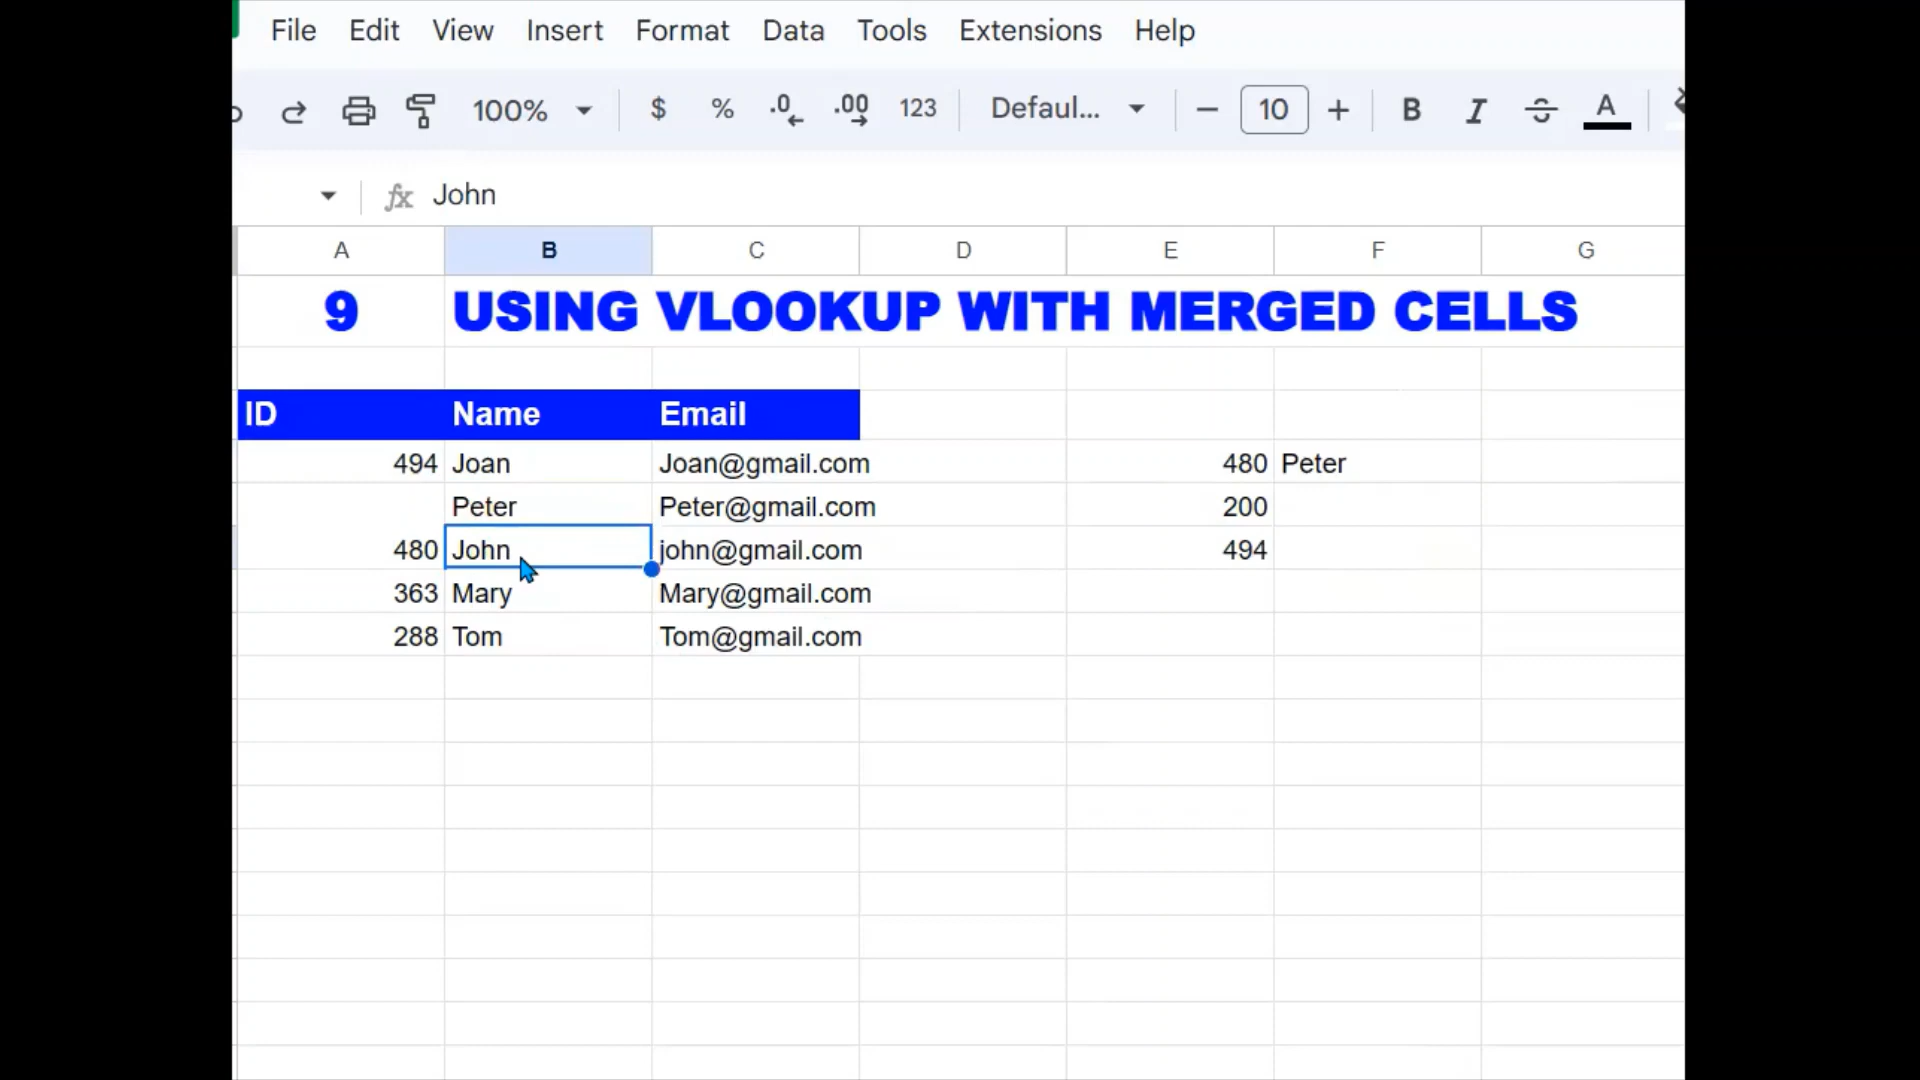 File Edit View Insert Format Data Tools Extensions Help
100% $ % .0 .00 123 Defaul... − 10 + B I S A
fx John
A B C D E F G
9 USING VLOOKUP WITH MERGED CELLS
ID Name Email
494 Joan Joan@gmail.com 480 Peter
Peter Peter@gmail.com 200
480 John john@gmail.com 494
363 Mary Mary@gmail.com
288 Tom Tom@gmail.com